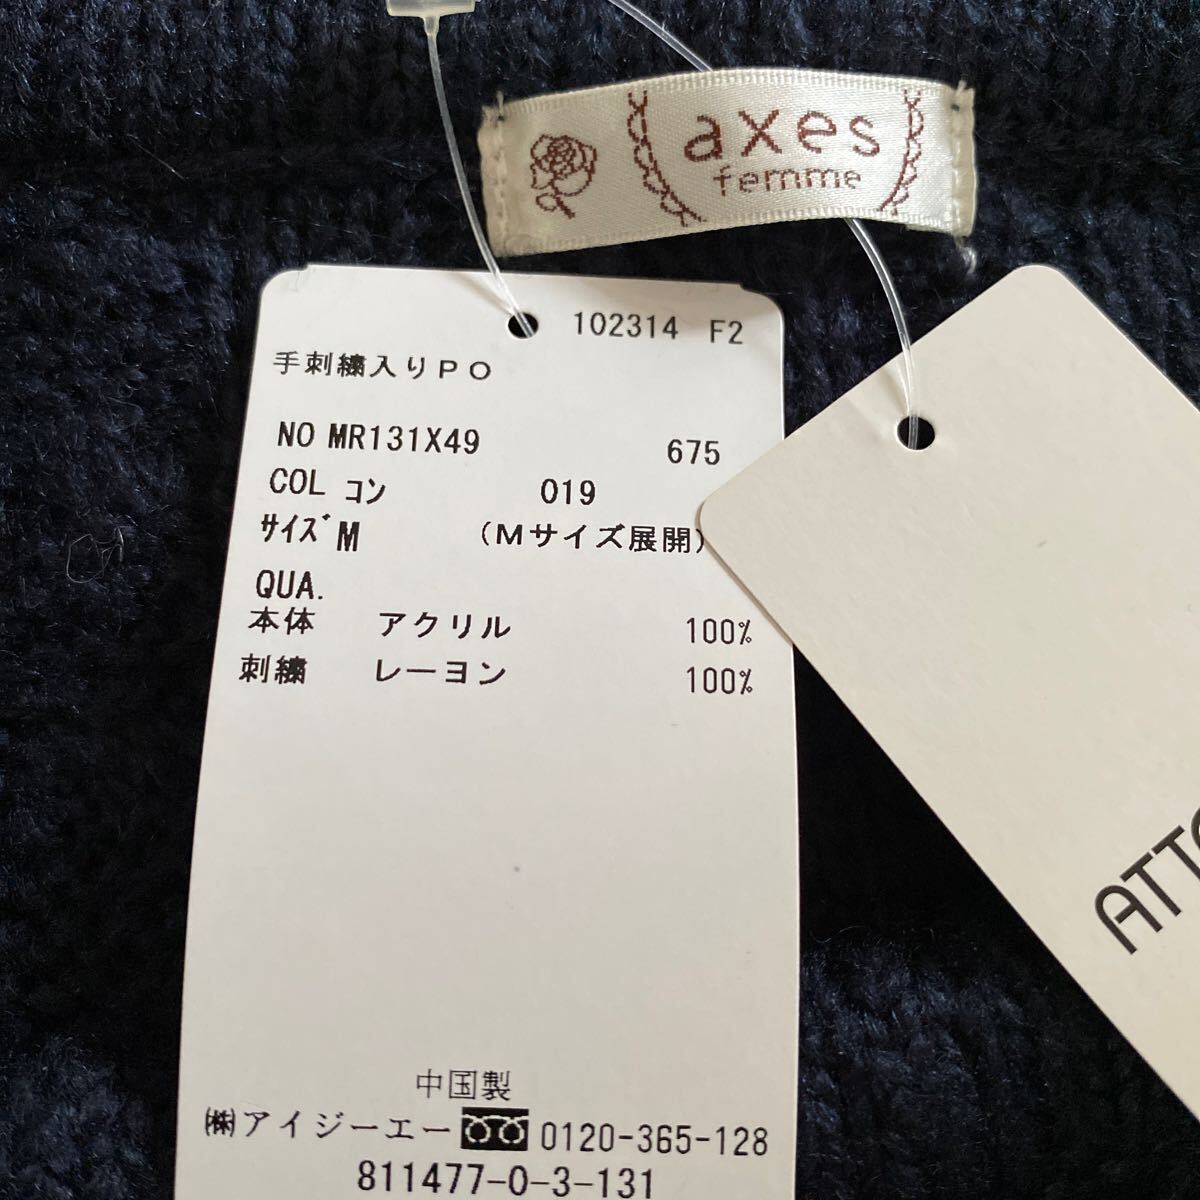 axes
femme
102314 F2
手刺繍入りPO
NO MR131X49 675
COL コン 019
サイズ M (Mサイズ展開)
QUA.
本体 アクリル 100%
刺繍 レーヨン 100%
中国製
㈱アイジーエー 0120-365-128
811477-0-3-131